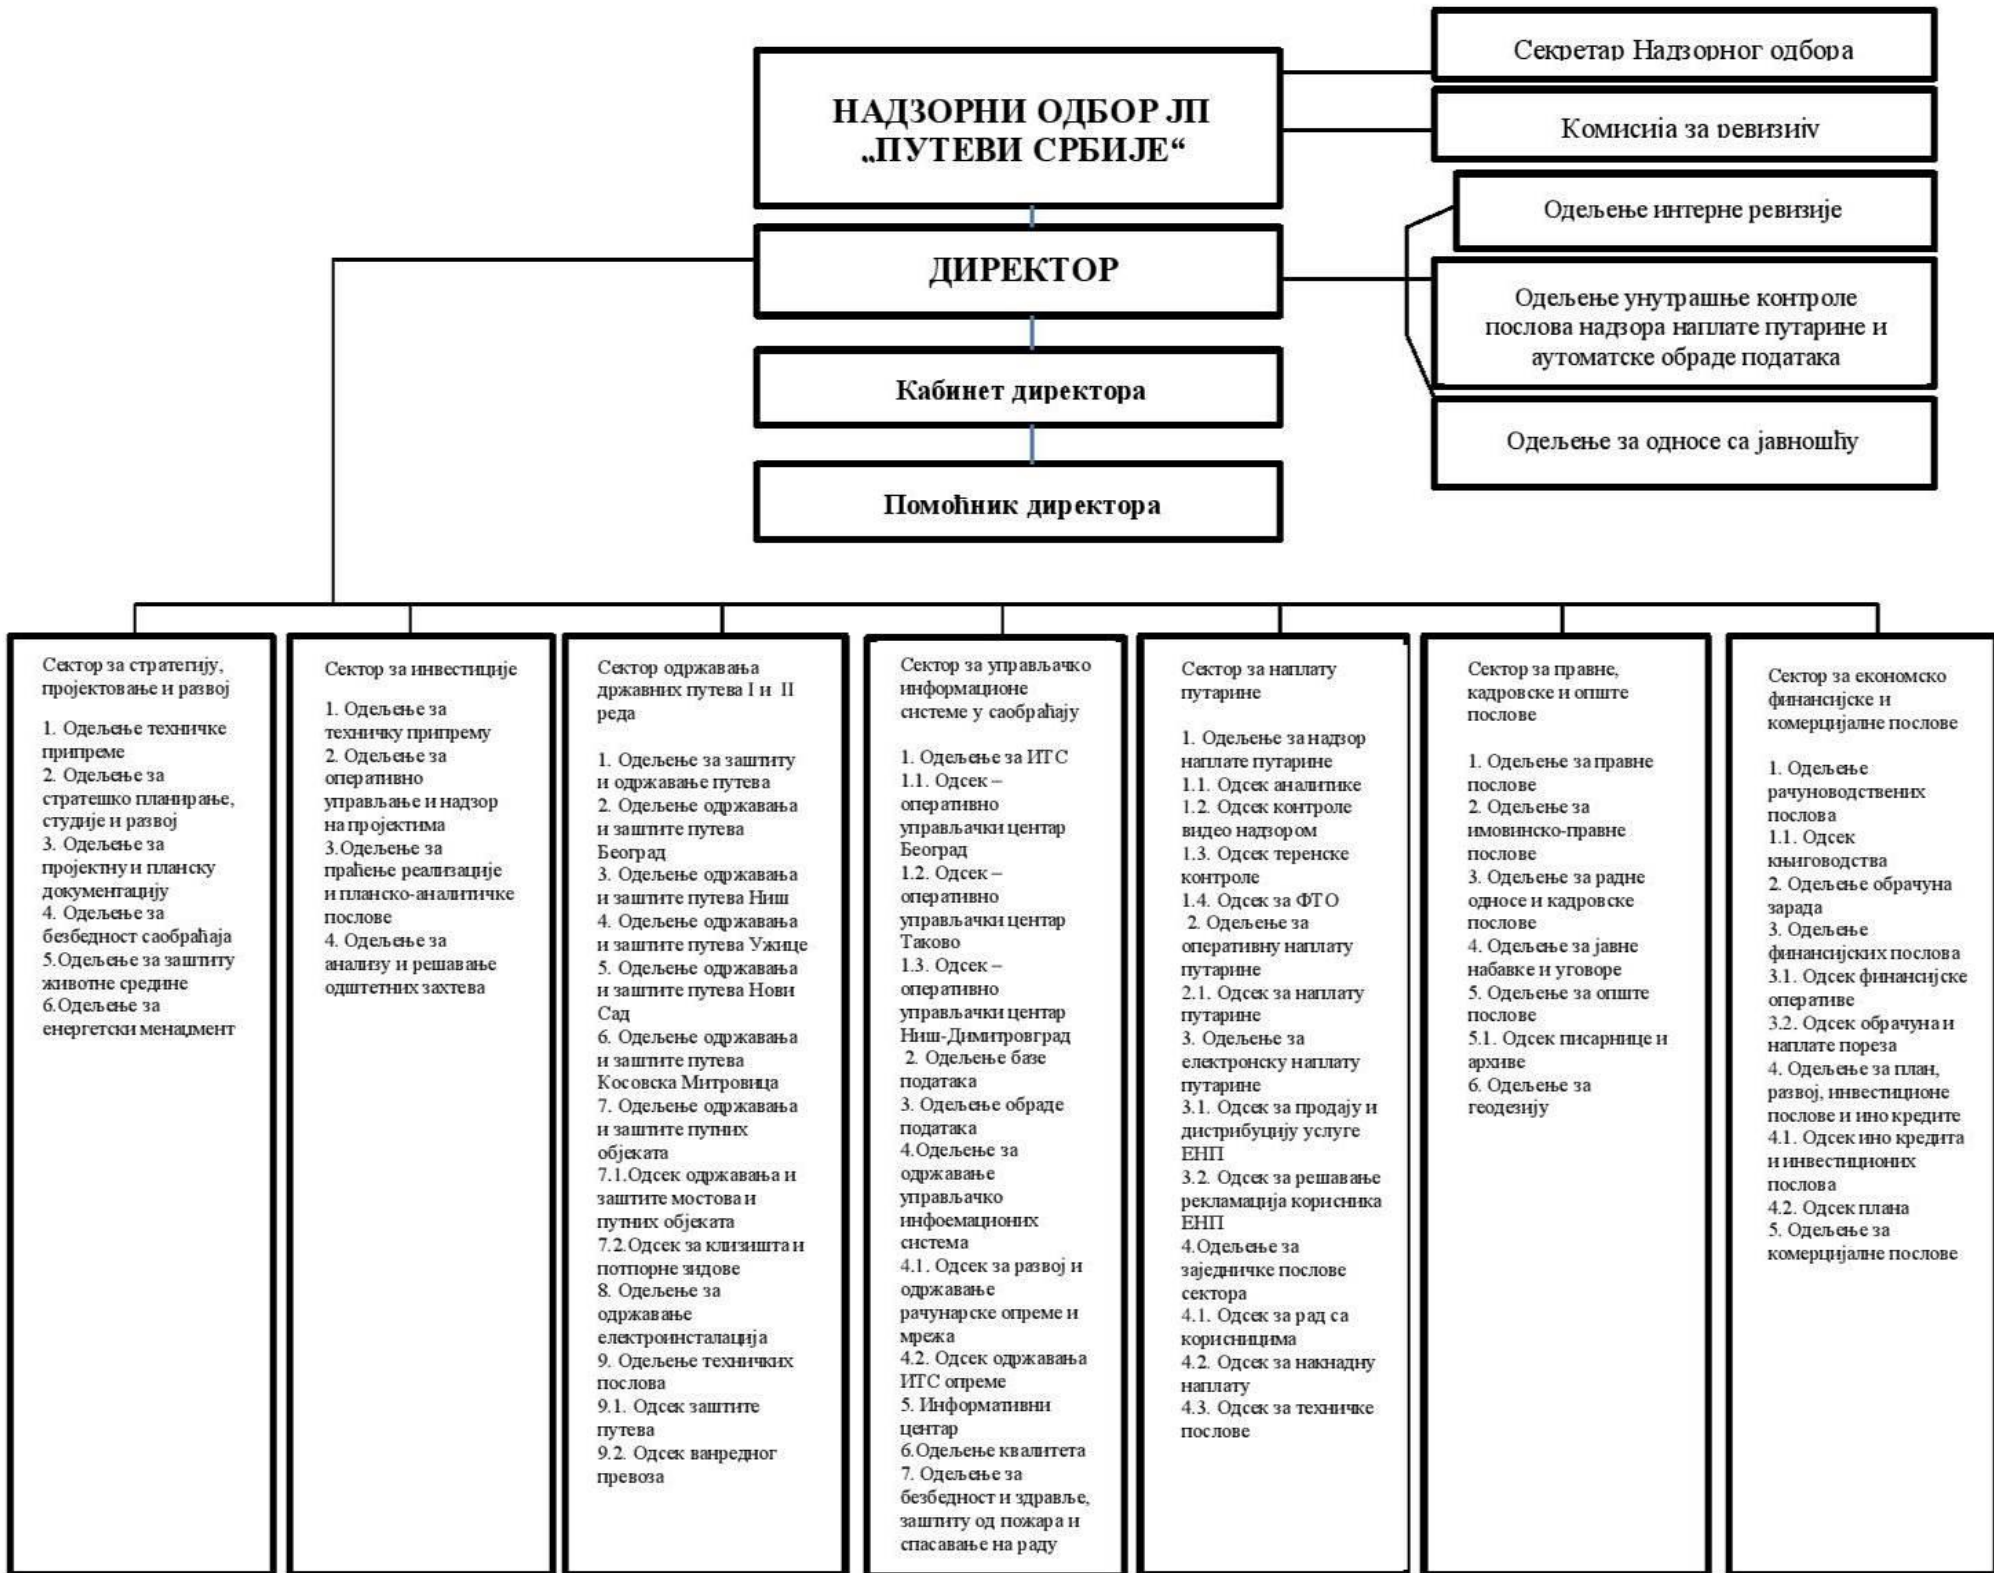 Секретар Надзорног одбора
НАДЗОРНИ ОДБОР ЈП
„ПУТЕВИ СРБИЈЕ“
Комисија за ревизију
Одељење интерне ревизије
ДИРЕКТОР
Одељење унутрашње контроле
послова надзора наплате путарине и
аутоматске обраде података
Кабинет директора
Одељење за односе са јавношћу
Помоћник директора
Сектор за стратегију,
пројектовање и развој
1. Одељење техничке
припреме
2. Одељење за
стратешко планирање,
студије и развој
3. Одељење за
пројектну и планску
документацију
4. Одељење за
безбедност саобраћаја
5.Одељење за заштиту
животне средине
6.Одељење за
енергетски менаџмент
Сектор за инвестиције
1. Одељење за
техничку припрему
2. Одељење за
оперативно
управљање и надзор
на пројектима
3.Одељење за
праћење реализације
и планско-аналитичке
послове
4. Одељење за
анализу и решавање
одштетних захтева
Сектор одржавања
државних путева I и II
реда
1. Одељење за заштиту
и одржавање путева
2. Одељење одржавања
и заштите путева
Београд
3. Одељење одржавања
и заштите путева Ниш
4. Одељење одржавања
и заштите путева Ужице
5. Одељење одржавања
и заштите путева Нови
Сад
6. Одељење одржавања
и заштите путева
Косовска Митровица
7. Одељење одржавања
и заштите путних
објеката
7.1.Одсек одржавања и
заштите мостова и
путних објеката
7.2.Одсек за клизишта и
потпорне зидове
8. Одељење за
одржавање
електроинсталација
9. Одељење техничких
послова
9.1. Одсек заштите
путева
9.2. Одсек ванредног
превоза
Сектор за управљачко
информационе
системе у саобраћају
1. Одељење за ИТС
1.1. Одсек –
оперативно
управљачки центар
Београд
1.2. Одсек –
оперативно
управљачки центар
Таково
1.3. Одсек –
оперативно
управљачки центар
Ниш-Димитровград
2. Одељење базе
података
3. Одељење обраде
података
4.Одељење за
одржавање
управљачко
инфоемационих
система
4.1. Одсек за развој и
одржавање
рачунарске опреме и
мрежа
4.2. Одсек одржавања
ИТС опреме
5. Информативни
центар
6.Одељење квалитета
7. Одељење за
безбедност и здравље,
заштиту од пожара и
спасавање на раду
Сектор за наплату
путарине
1. Одељење за надзор
наплате путарине
1.1. Одсек аналитике
1.2. Одсек контроле
видео надзором
1.3. Одсек теренске
контроле
1.4. Одсек за ФТО
2. Одељење за
оперативну наплату
путарине
2.1. Одсек за наплату
путарине
3. Одељење за
електронску наплату
путарине
3.1. Одсек за продају и
дистрибуцију услуге
ЕНП
3.2. Одсек за решавање
рекламација корисника
ЕНП
4.Одељење за
заједничке послове
сектора
4.1. Одсек за рад са
корисницима
4.2. Одсек за накнадну
наплату
4.3. Одсек за техничке
послове
Сектор за правне,
кадровске и опште
послове
1. Одељење за правне
послове
2. Одељење за
имовинско-правне
послове
3. Одељење за радне
односе и кадровске
послове
4. Одељење за јавне
набавке и уговоре
5. Одељење за опште
послове
5.1. Одсек писарнице и
архиве
6. Одељење за
геодезију
Сектор за економско
финансијске и
комерцијалне послове
1. Одељење
рачуноводствених
послова
1.1. Одсек
књиговодства
2. Одељење обрачуна
зарада
3. Одељење
финансијских послова
3.1. Одсек финансијске
оперативе
3.2. Одсек обрачуна и
наплате пореза
4. Одељење за план,
развој, инвестиционе
послове и ино кредите
4.1. Одсек ино кредита
и инвестиционих
послова
4.2. Одсек плана
5. Одељење за
комерцијалне послове